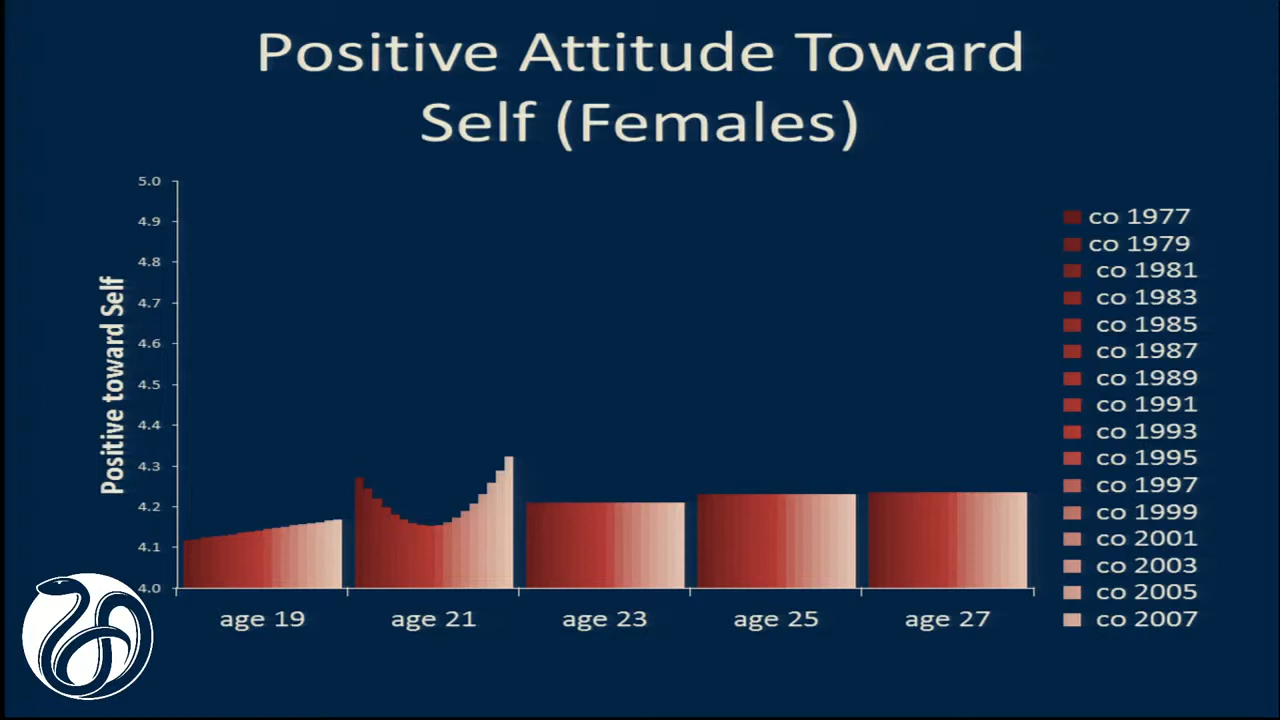 Positive Attitude Toward
Self (Females)
Positive toward Self
5.0
4.9
4.8
4.7
4.6
4.5
4.4
4.3
4.2
4.1
4.0
age 19
age 21
age 23
age 25
age 27
co 1977
co 1979
co 1981
co 1983
co 1985
co 1987
co 1989
co 1991
co 1993
co 1995
co 1997
co 1999
co 2001
co 2003
co 2005
co 2007